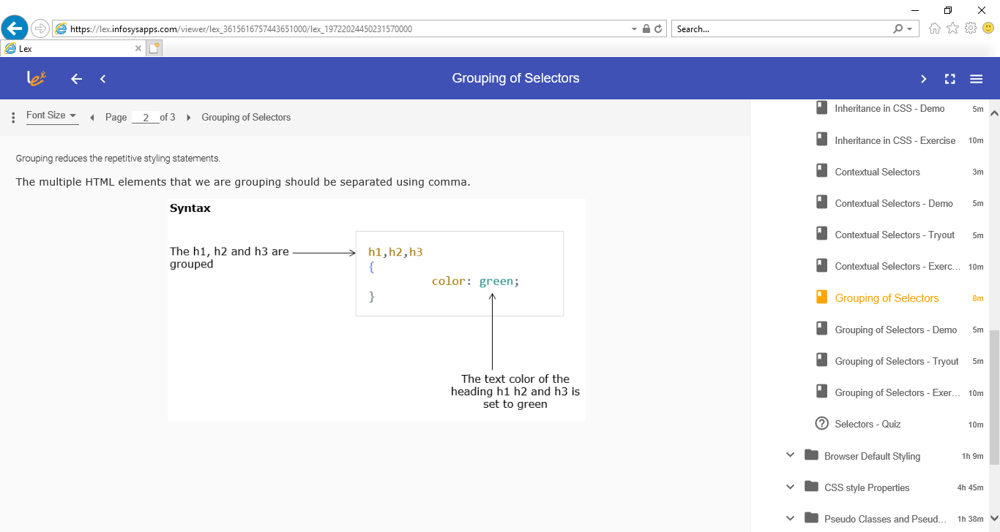 https://lex.infosysapps.com/viewer/lex_3615616757443651000/lex_19722024450231570000
Search...
Lex
lex
Grouping of Selectors
Font Size
Page 2 of 3
Grouping of Selectors
Grouping reduces the repetitive styling statements.
The multiple HTML elements that we are grouping should be separated using comma.
Syntax
The h1, h2 and h3 are
grouped
h1,h2,h3
{
color: green;
}
The text color of the
heading h1 h2 and h3 is
set to green
Inheritance in CSS - Demo 5m
Inheritance in CSS - Exercise 10m
Contextual Selectors 3m
Contextual Selectors - Demo 5m
Contextual Selectors - Tryout 5m
Contextual Selectors - Exerc... 10m
Grouping of Selectors 8m
Grouping of Selectors - Demo 5m
Grouping of Selectors - Tryout 5m
Grouping of Selectors - Exer... 10m
Selectors - Quiz 10m
Browser Default Styling 1h 9m
CSS style Properties 4h 45m
Pseudo Classes and Pseud... 1h 38m